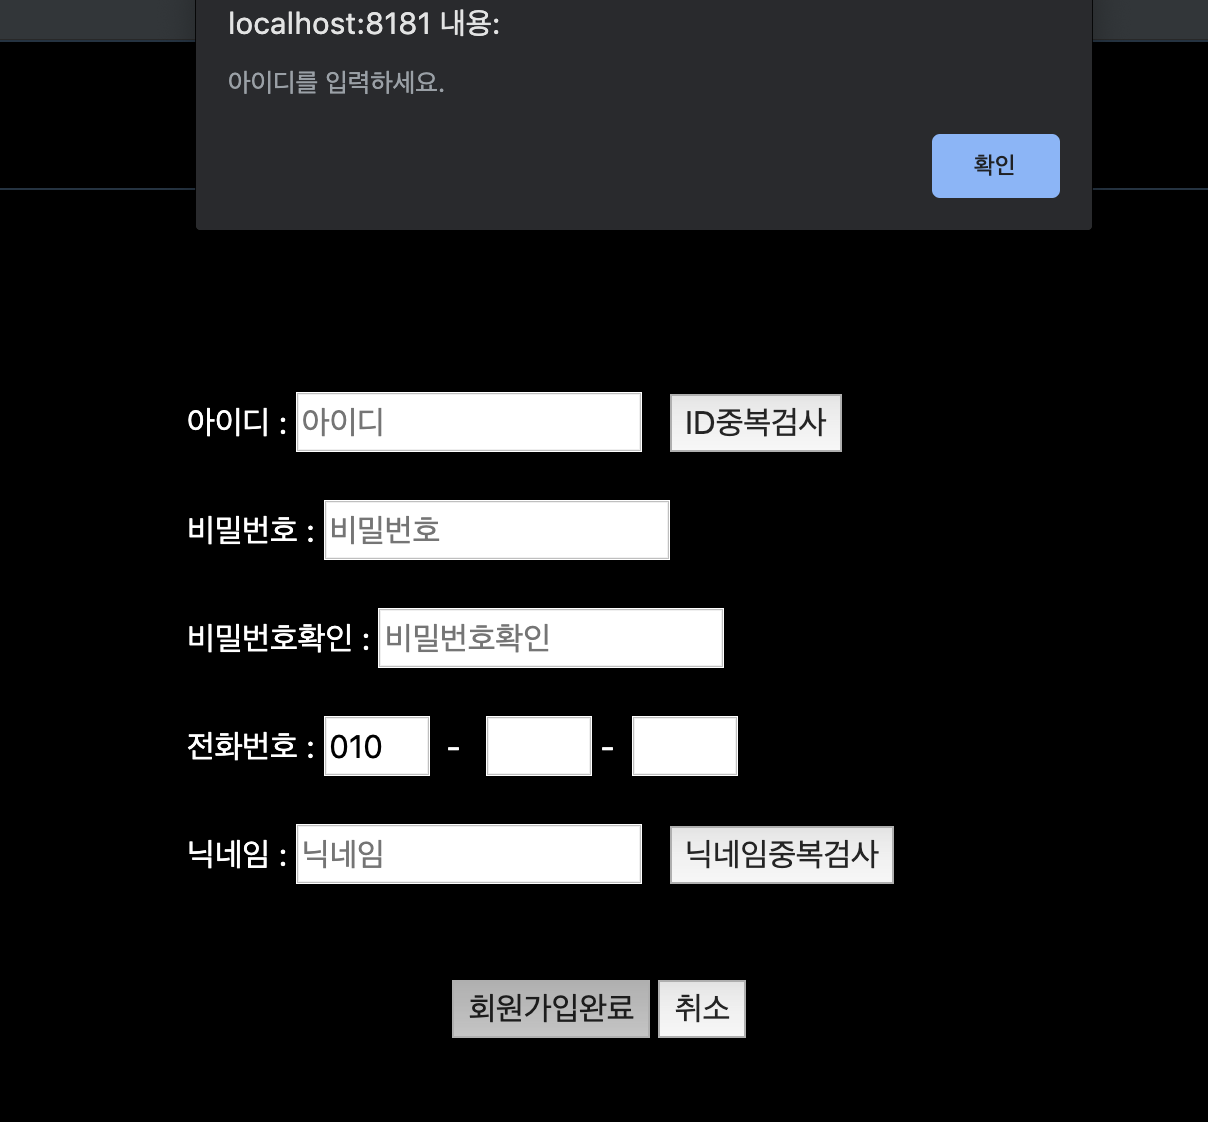 localhost:8181 내용:
아이디를 입력하세요.
확인
아이디 : 아이디 ID중복검사
비밀번호 : 비밀번호
비밀번호확인 : 비밀번호확인
전화번호 : 010 - -
닉네임 : 닉네임 닉네임중복검사
회원가입완료 취소